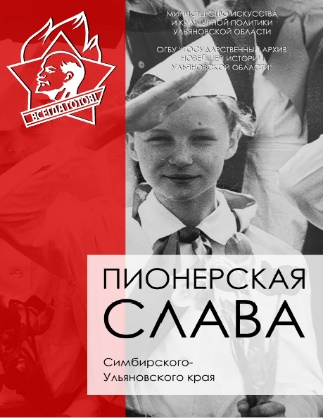 МИНИСТЕРСТВО ИСКУССТВА
И КУЛЬТУРНОЙ ПОЛИТИКИ
УЛЬЯНОВСКОЙ ОБЛАСТИ
ОГБУ «ГОСУДАРСТВЕННЫЙ АРХИВ
НОВЕЙШЕЙ ИСТОРИИ
УЛЬЯНОВСКОЙ ОБЛАСТИ»
ВСЕГДА ГОТОВ!
ПИОНЕРСКАЯ
СЛАВА
Симбирского-
Ульяновского края